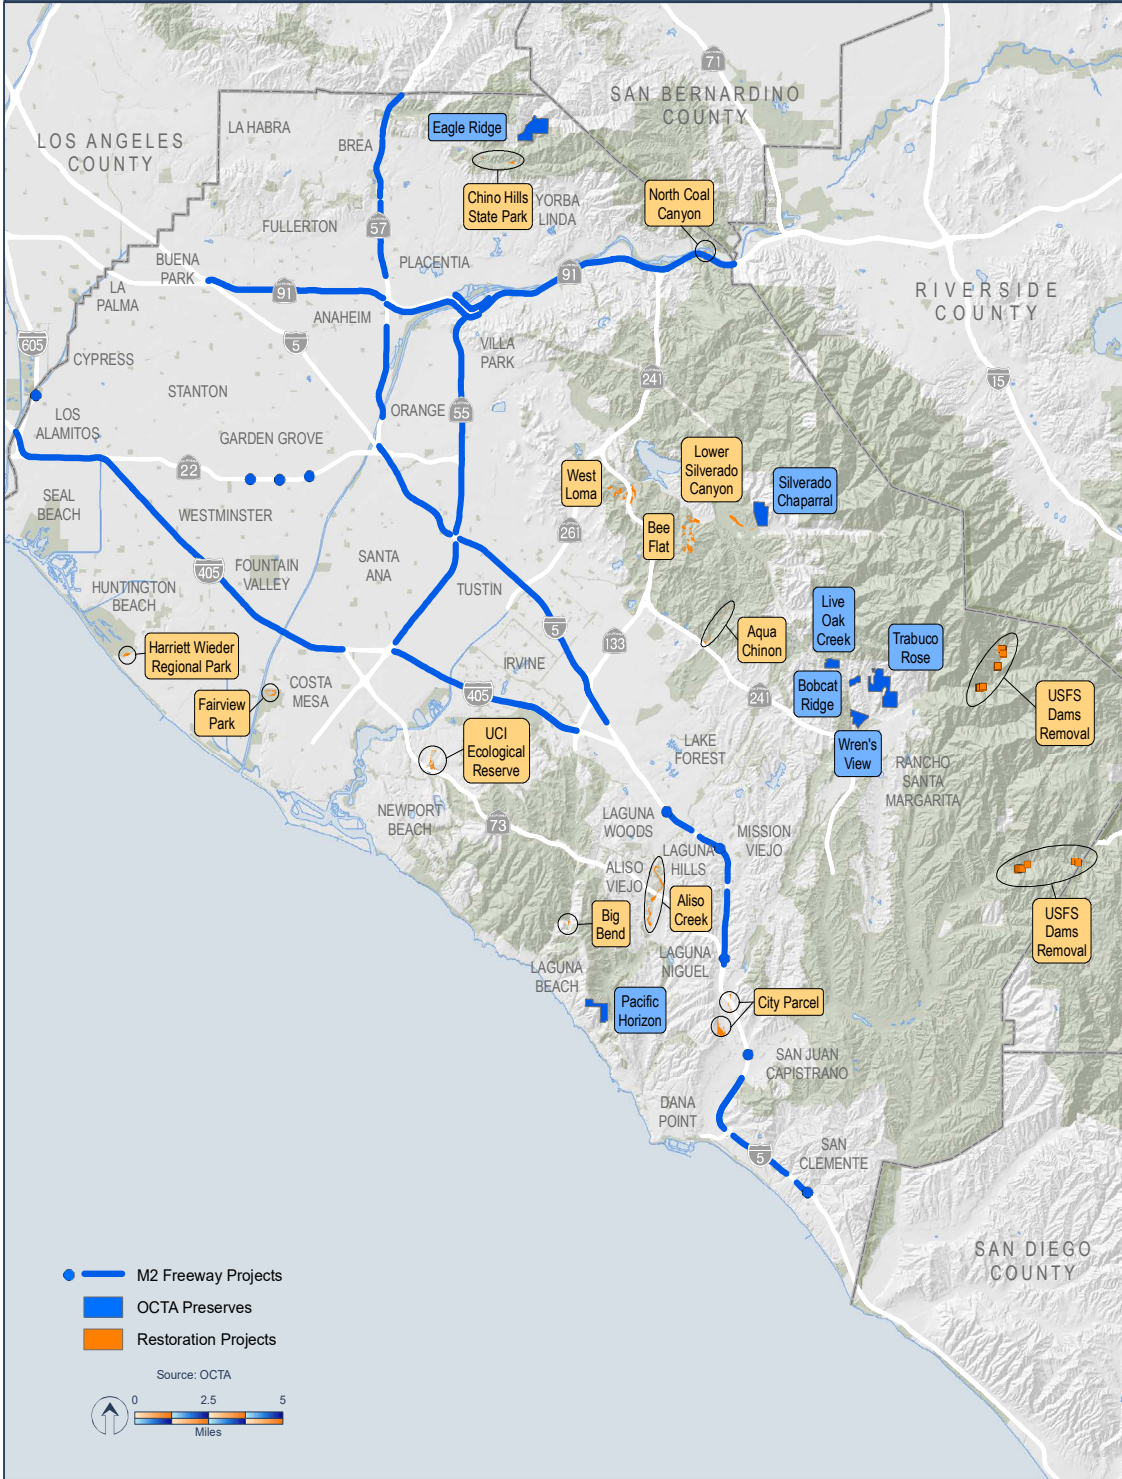 71
SAN BERNARDINO
COUNTY
LOS ANGELES
COUNTY
LA HABRA
BREA
Eagle Ridge
Chino Hills
State Park
YORBA
LINDA
North Coal
Canyon
FULLERTON
57
PLACENTIA
BUENA
PARK
91
91
LA
PALMA
ANAHEIM
RIVERSIDE
COUNTY
605
5
CYPRESS
VILLA
PARK
241
15
STANTON
ORANGE
55
LOS
ALAMITOS
GARDEN GROVE
22
West
Loma
Lower
Silverado
Canyon
Silverado
Chaparral
SEAL
BEACH
WESTMINSTER
261
Bee
Flat
SANTA
ANA
405
FOUNTAIN
VALLEY
HUNTINGTON
BEACH
TUSTIN
5
133
Live
Oak
Creek
Aqua
Chinon
Trabuco
Rose
Harriett Wieder
Regional Park
IRVINE
Fairview
Park
COSTA
MESA
405
241
Bobcat
Ridge
USFS
Dams
Removal
UCI
Ecological
Reserve
LAKE
FOREST
Wren's
View
RANCHO
SANTA
MARGARITA
NEWPORT
BEACH
73
LAGUNA
WOODS
MISSION
VIEJO
LAGUNA
HILLS
ALISO
VIEJO
Big
Bend
Aliso
Creek
USFS
Dams
Removal
LAGUNA
NIGUEL
LAGUNA
BEACH
Pacific
Horizon
City Parcel
SAN JUAN
CAPISTRANO
DANA
POINT
5
SAN
CLEMENTE
SAN DIEGO
COUNTY
M2 Freeway Projects
OCTA Preserves
Restoration Projects
Source: OCTA
0 2.5 5
Miles